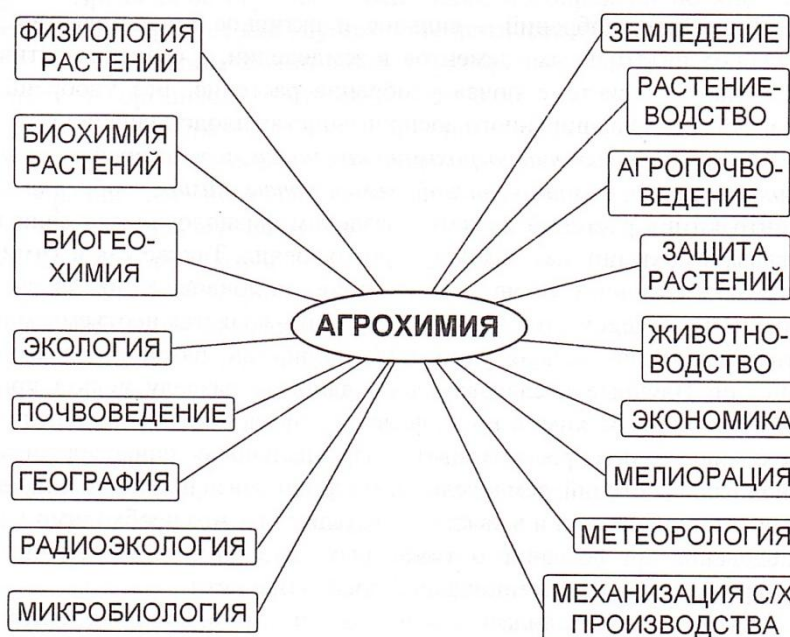 ФИЗИОЛОГИЯ
РАСТЕНИЙ
БИОХИМИЯ
РАСТЕНИЙ
БИОГЕО-
ХИМИЯ
ЭКОЛОГИЯ
ПОЧВОВЕДЕНИЕ
ГЕОГРАФИЯ
РАДИОЭКОЛОГИЯ
МИКРОБИОЛОГИЯ
АГРОХИМИЯ
ЗЕМЛЕДЕЛИЕ
РАСТЕНИЕ-
ВОДСТВО
АГРОПОЧВО-
ВЕДЕНИЕ
ЗАЩИТА
РАСТЕНИЙ
ЖИВОТНО-
ВОДСТВО
ЭКОНОМИКА
МЕЛИОРАЦИЯ
МЕТЕОРОЛОГИЯ
МЕХАНИЗАЦИЯ С/Х
ПРОИЗВОДСТВА